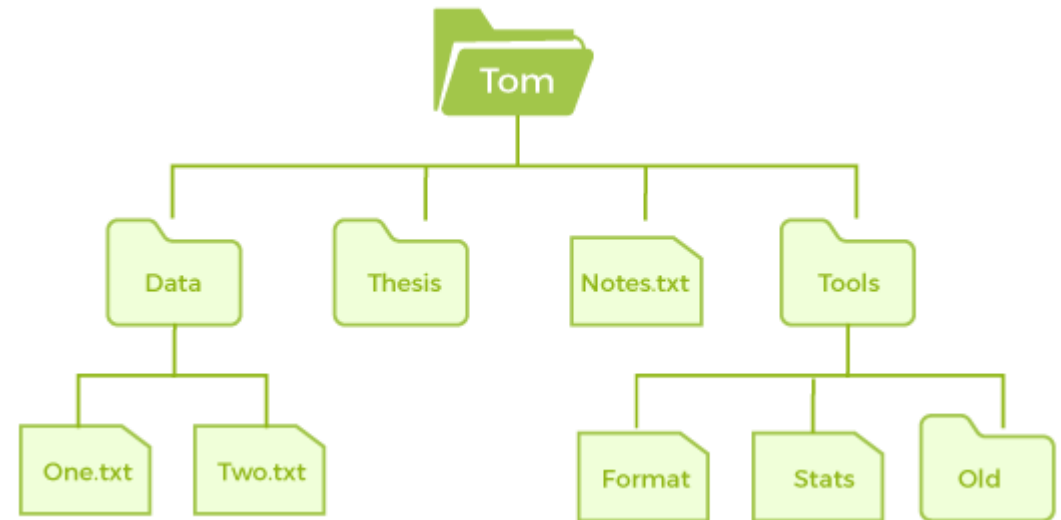 Tom
Data
Thesis
Notes.txt
Tools
One.txt
Two.txt
Format
Stats
Old